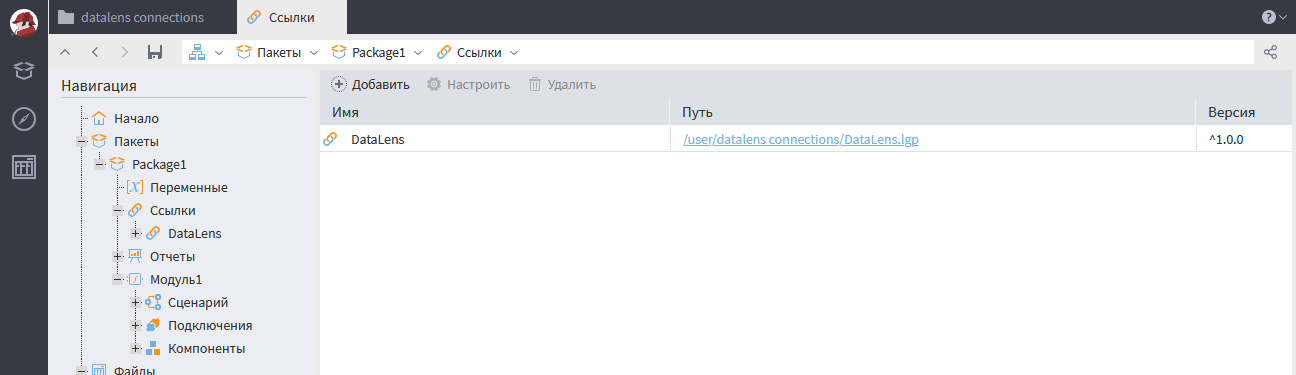 datalens connections
Ссылки
Пакеты Package1 Ссылки
Навигация
Добавить Настроить Удалить
Имя Путь Версия
DataLens /user/datalens connections/DataLens.lgp ^1.0.0
Начало
Пакеты
Package1
Переменные
Ссылки
DataLens
Отчеты
Модуль1
Сценарий
Подключения
Компоненты
Файлы